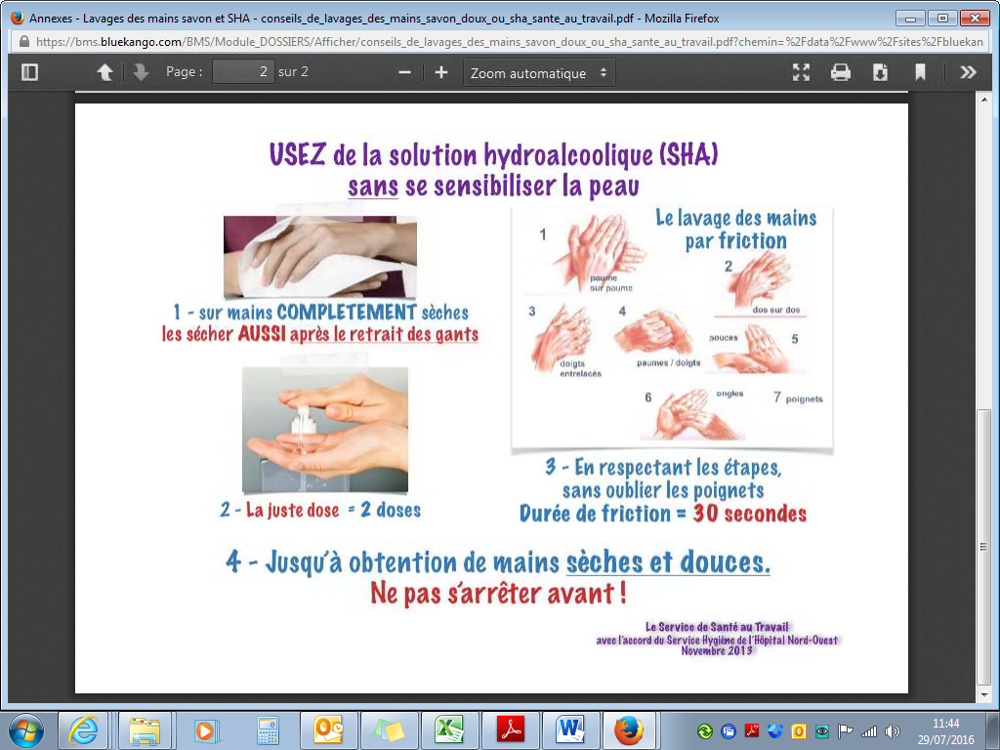 Annexes - Lavages des mains savon et SHA - conseils_de_lavages_des_mains_savon_doux_ou_sha_sante_au_travail.pdf - Mozilla Firefox
https://bms.bluekango.com/BMS/Module_DOSSIERS/Afficher/conseils_de_lavages_des_mains_savon_doux_ou_sha_sante_au_travail.pdf?chemin=%2Fdata%2Fwww%2Fsites%2Fbluekan
Page : 2 sur 2
Zoom automatique
USEZ de la solution hydroalcoolique (SHA)
sans se sensibiliser la peau
1 - sur mains COMPLETEMENT sèches
les sécher AUSSI après le retrait des gants
2 - La juste dose = 2 doses
Le lavage des mains
par friction
1
paume
sur paume
2
dos sur dos
3
doigts
entrelacés
4
paumes / doigts
pouces
5
6
ongles
7 poignets
3 - En respectant les étapes,
sans oublier les poignets
Durée de friction = 30 secondes
4 - Jusqu'à obtention de mains sèches et douces.
Ne pas s'arrêter avant !
Le Service de Santé au Travail
avec l'accord du Service Hygiène de l'Hôpital Nord-Ouest
Novembre 2013
11:44
29/07/2016